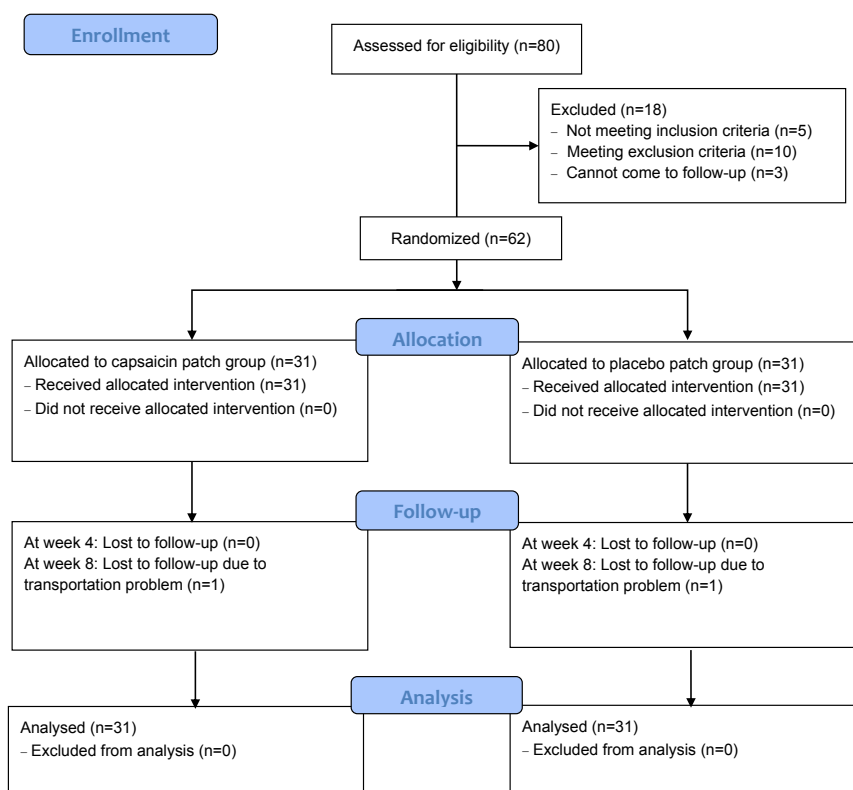 Enrollment
Assessed for eligibility (n=80)
Excluded (n=18)
– Not meeting inclusion criteria (n=5)
– Meeting exclusion criteria (n=10)
– Cannot come to follow-up (n=3)
Randomized (n=62)
Allocation
Allocated to capsaicin patch group (n=31)
– Received allocated intervention (n=31)
– Did not receive allocated intervention (n=0)
Allocated to placebo patch group (n=31)
– Received allocated intervention (n=31)
– Did not receive allocated intervention (n=0)
Follow-up
At week 4: Lost to follow-up (n=0)
At week 8: Lost to follow-up due to
transportation problem (n=1)
At week 4: Lost to follow-up (n=0)
At week 8: Lost to follow-up due to
transportation problem (n=1)
Analysis
Analysed (n=31)
– Excluded from analysis (n=0)
Analysed (n=31)
– Excluded from analysis (n=0)